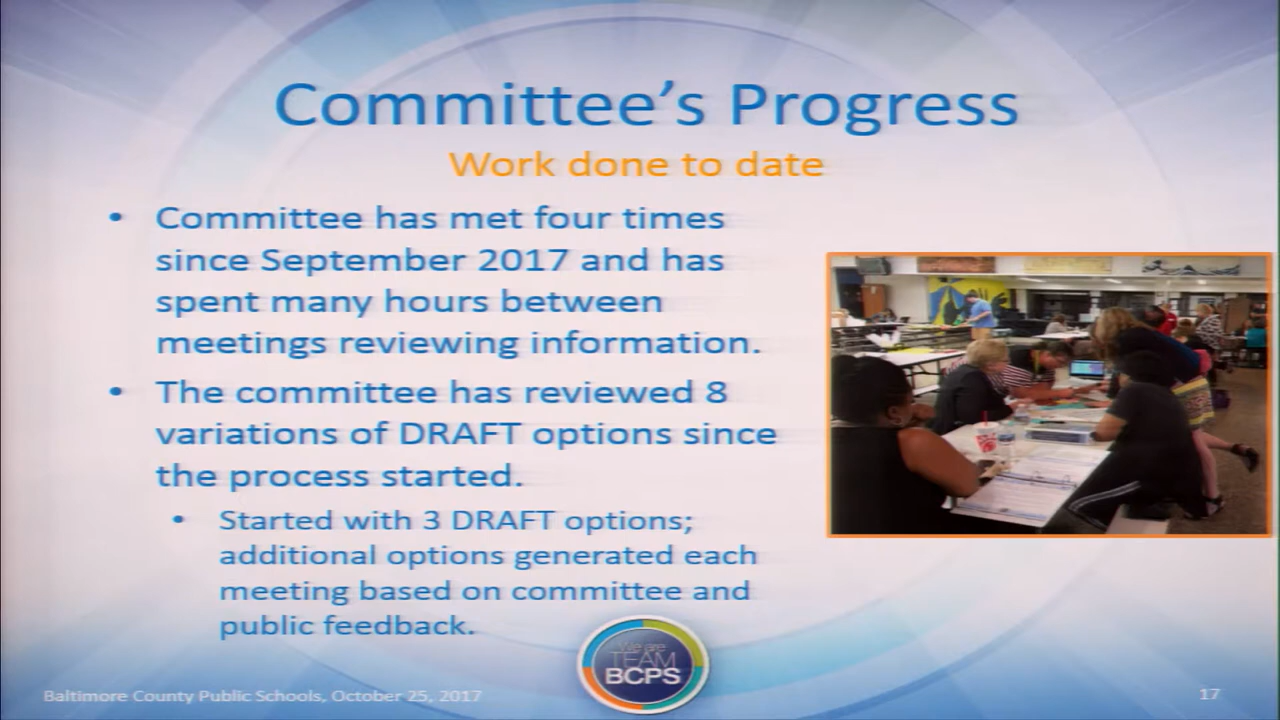 Committee's Progress
Work done to date
• Committee has met four times
since September 2017 and has
spent many hours between
meetings reviewing information.
• The committee has reviewed 8
variations of DRAFT options since
the process started.
• Started with 3 DRAFT options;
additional options generated each
meeting based on committee and
public feedback.
We are
TEAM
BCPS
Baltimore County Public Schools, October 25, 2017
17